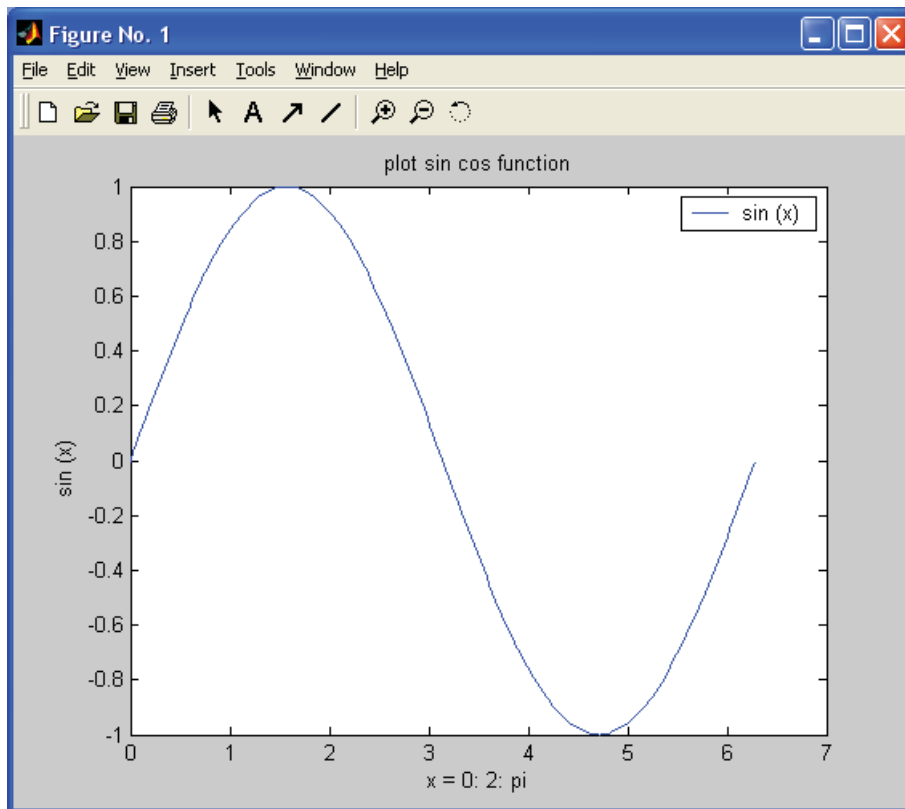 Figure No. 1
File Edit View Insert Tools Window Help
A
plot sin cos function
sin (x)
1
0.8
0.6
0.4
0.2
0
-0.2
-0.4
-0.6
-0.8
-1
sin (x)
0 1 2 3 4 5 6 7
x = 0: 2: pi